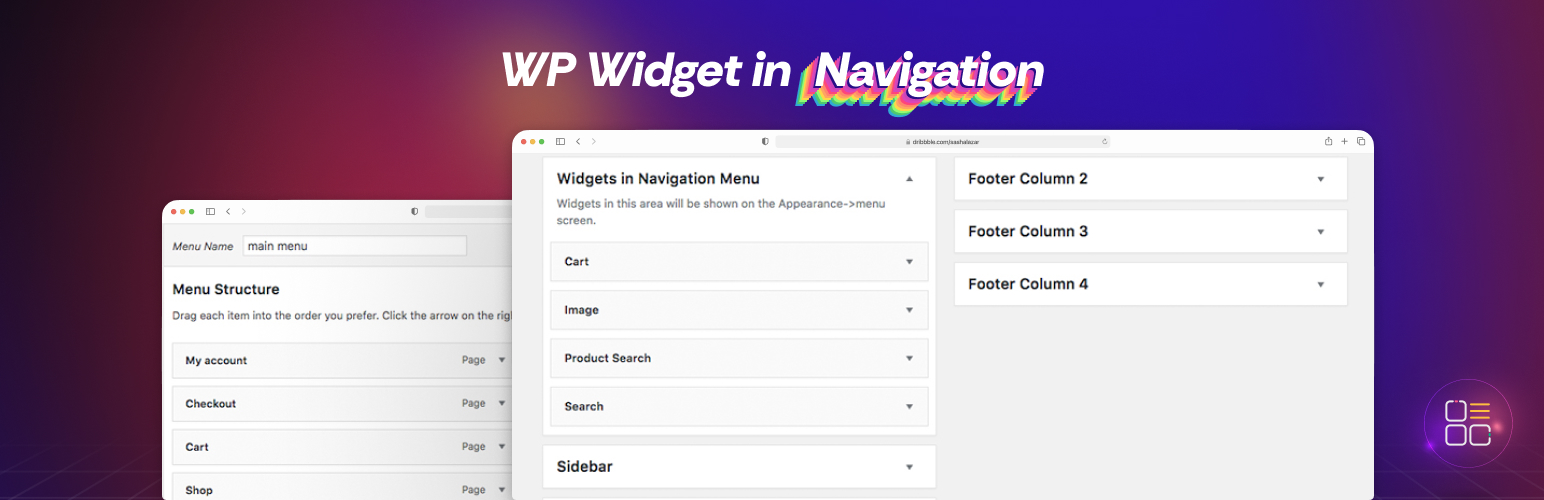 WP Widget in Navigation
dribbble.com/sashalazar
Widgets in Navigation Menu
Widgets in this area will be shown on the Appearance->menu
screen.
Cart
Image
Product Search
Search
Sidebar
Footer Column 2
Footer Column 3
Footer Column 4
Menu Name main menu
Menu Structure
Drag each item into the order you prefer. Click the arrow on the righ
My account Page
Checkout Page
Cart Page
Shop Page